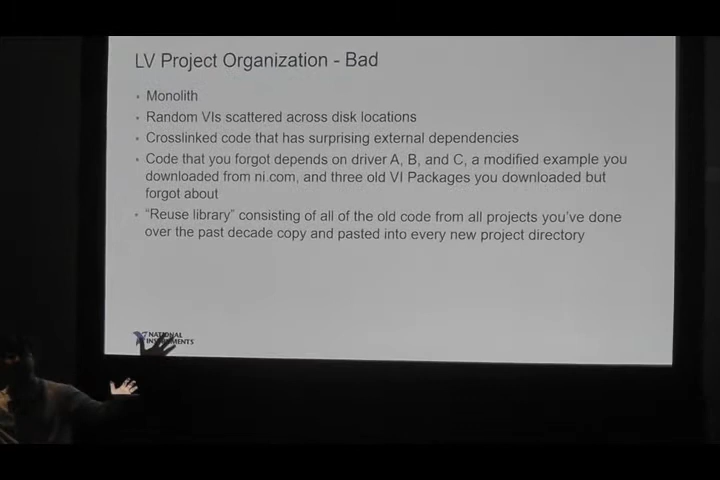 LV Project Organization - Bad
Monolith
Random VIs scattered across disk locations
Crosslinked code that has surprising external dependencies
Code that you forgot depends on driver A, B, and C, a modified example you
downloaded from ni.com, and three old VI Packages you downloaded but
forgot about
“Reuse library” consisting of all of the old code from all projects you’ve done
over the past decade copy and pasted into every new project directory
NATIONAL
INSTRUMENTS